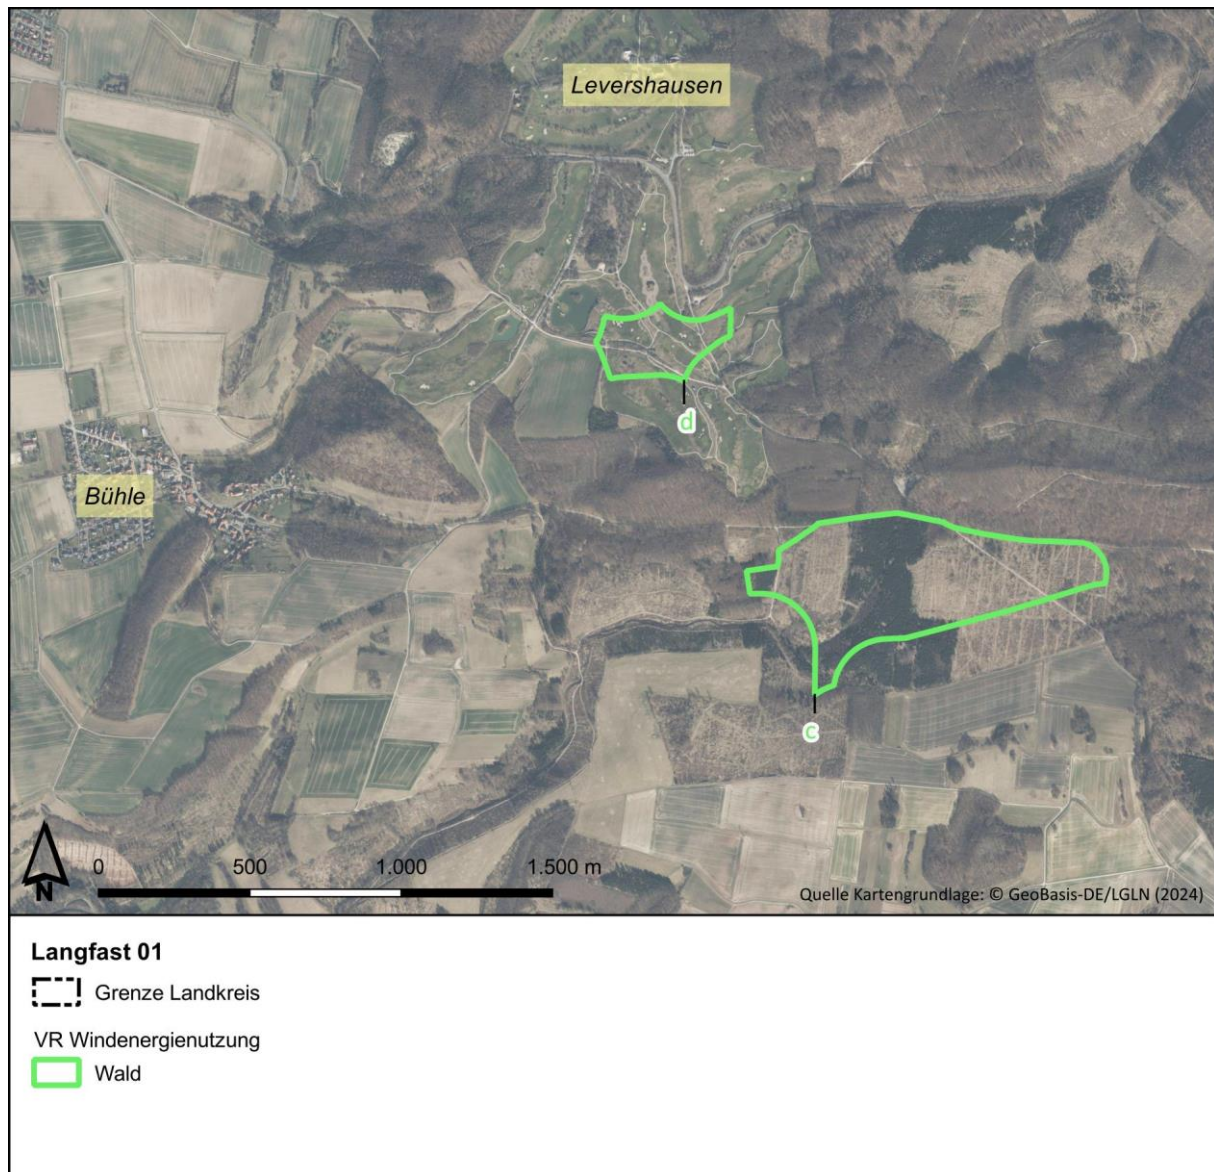 Levershausen
d
Bühle
c
N
0 500 1.000 1.500 m
Quelle Kartengrundlage: © GeoBasis-DE/LGLN (2024)
Langfast 01
Grenze Landkreis
VR Windenergienutzung
Wald